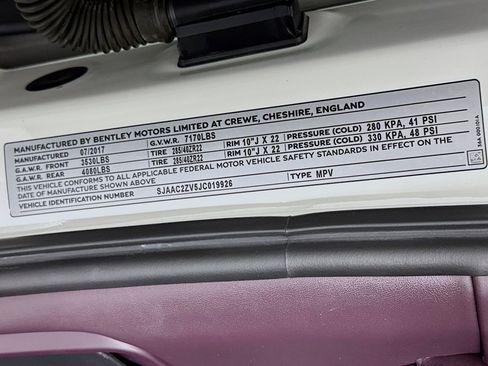 MANUFACTURED BY BENTLEY MOTORS LIMITED AT CREWE, CHESHIRE, ENGLAND
MANUFACTURED 07/2017 G.V.W.R. 7170LBS
G.A.W.R. FRONT 3530LBS TIRE 285/40ZR22 RIM 10"J X 22 PRESSURE (COLD) 280 KPA, 41 PSI
G.A.W.R. REAR 4080LBS TIRE 285/40ZR22 RIM 10"J X 22 PRESSURE (COLD) 330 KPA, 48 PSI
THIS VEHICLE CONFORMS TO ALL APPLICABLE FEDERAL MOTOR VEHICLE SAFETY STANDARDS IN EFFECT ON THE
DATE OF MANUFACTURE SHOWN ABOVE
VEHICLE IDENTIFICATION NUMBER SJAAC2ZV5JC019926 TYPE MPV